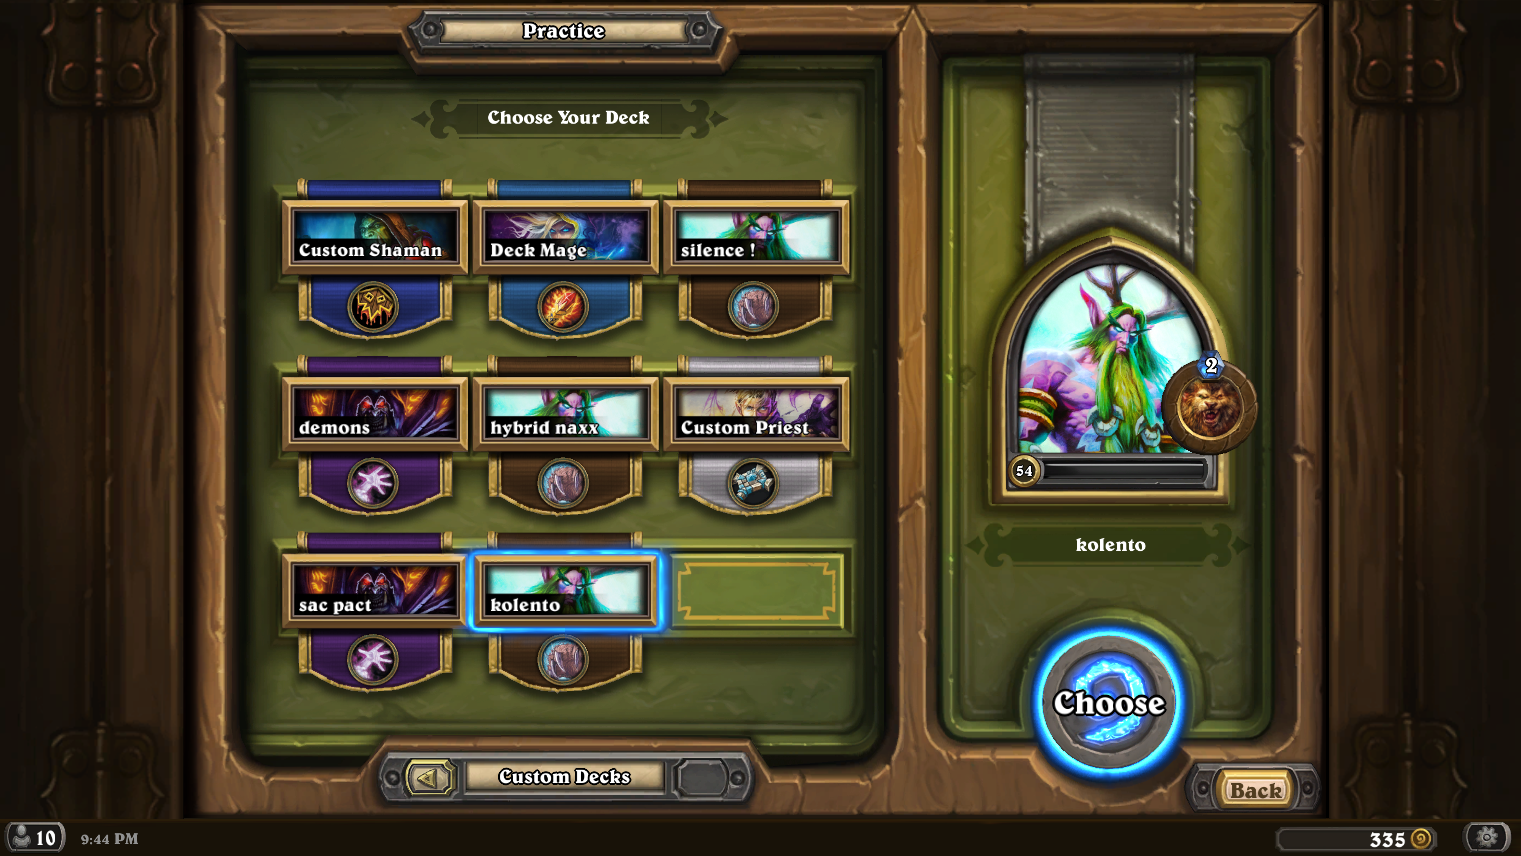 Practice
Choose Your Deck
Custom Shaman
Deck Mage
silence !
demons
hybrid naxx
Custom Priest
sac pact
kolento
Custom Decks
2
54
kolento
Choose
Back
10
9:44 PM
335